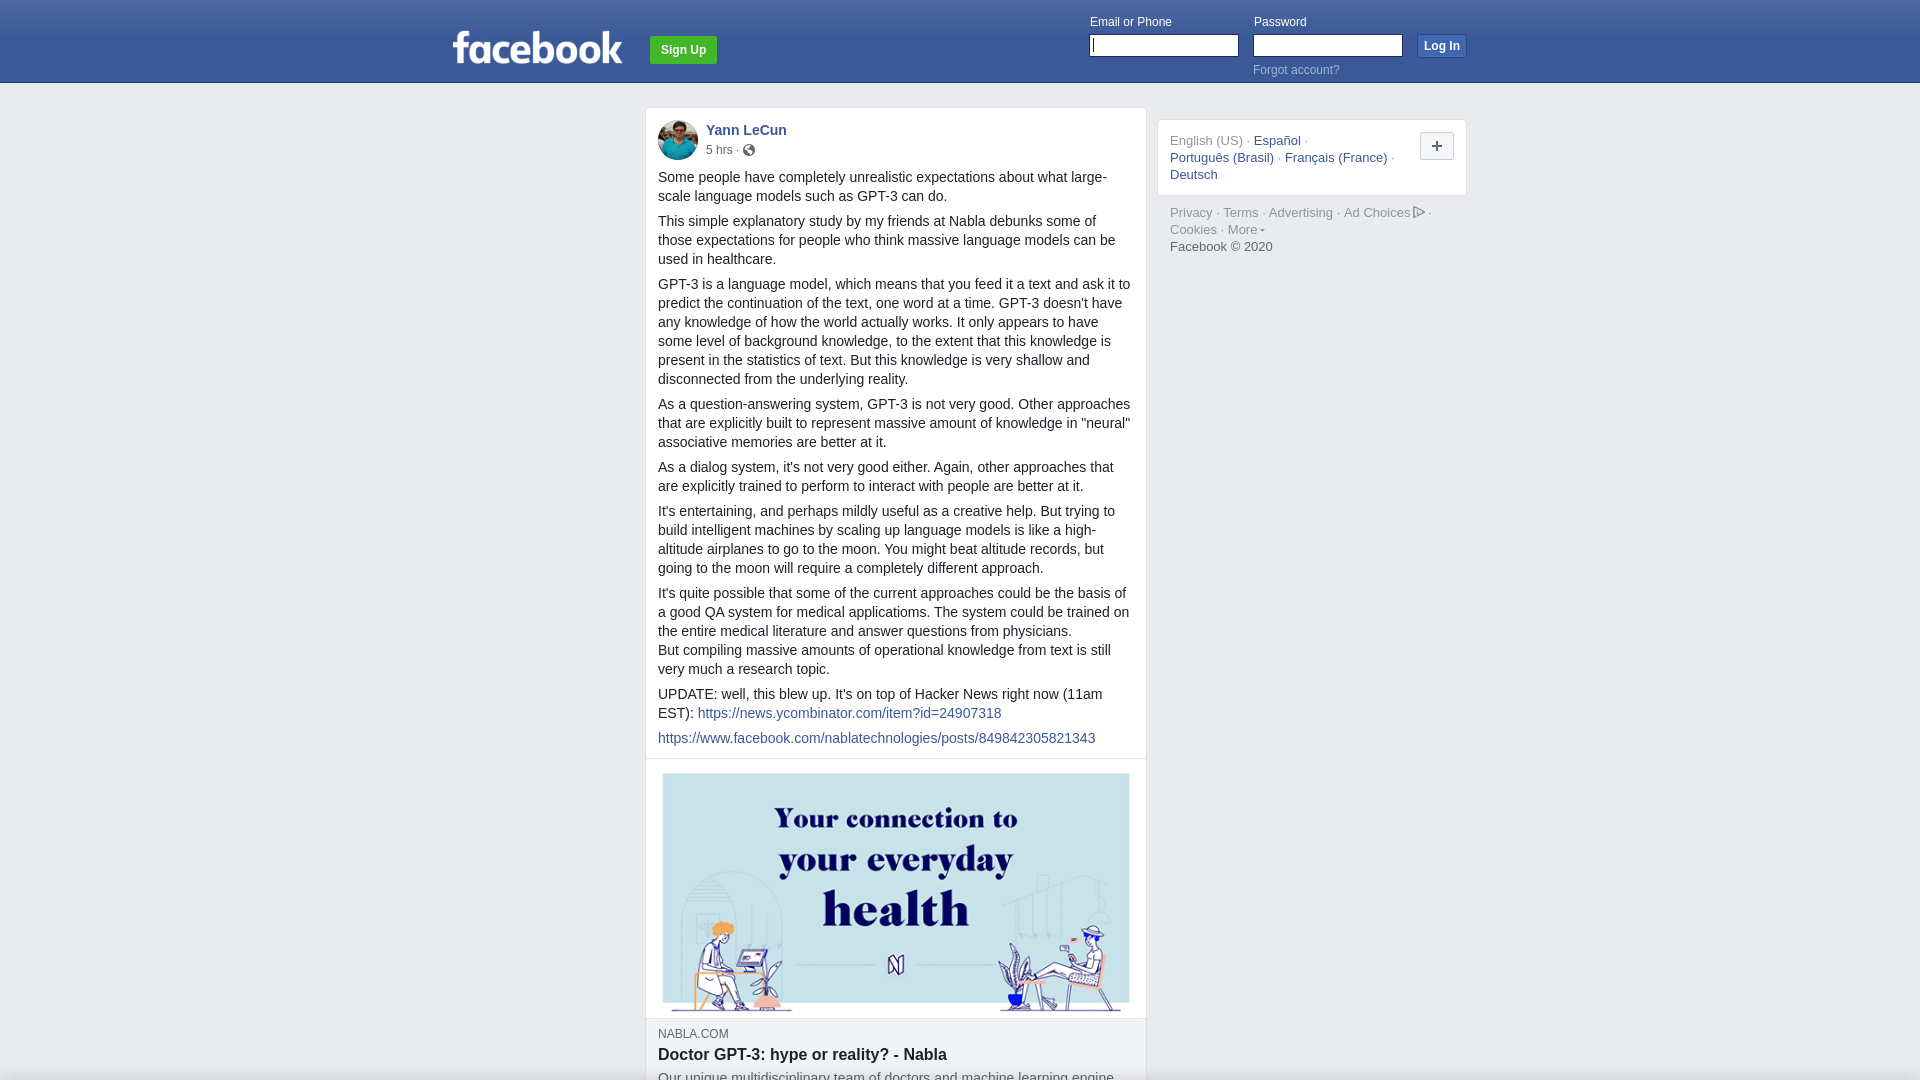 facebook
Sign Up
Email or Phone
Password
Log In
Forgot account?
Yann LeCun
5 hrs ·
Some people have completely unrealistic expectations about what large-
scale language models such as GPT-3 can do.
This simple explanatory study by my friends at Nabla debunks some of
those expectations for people who think massive language models can be
used in healthcare.
GPT-3 is a language model, which means that you feed it a text and ask it to
predict the continuation of the text, one word at a time. GPT-3 doesn't have
any knowledge of how the world actually works. It only appears to have
some level of background knowledge, to the extent that this knowledge is
present in the statistics of text. But this knowledge is very shallow and
disconnected from the underlying reality.
As a question-answering system, GPT-3 is not very good. Other approaches
that are explicitly built to represent massive amount of knowledge in "neural"
associative memories are better at it.
As a dialog system, it's not very good either. Again, other approaches that
are explicitly trained to perform to interact with people are better at it.
It's entertaining, and perhaps mildly useful as a creative help. But trying to
build intelligent machines by scaling up language models is like a high-
altitude airplanes to go to the moon. You might beat altitude records, but
going to the moon will require a completely different approach.
It's quite possible that some of the current approaches could be the basis of
a good QA system for medical applicatioms. The system could be trained on
the entire medical literature and answer questions from physicians.
But compiling massive amounts of operational knowledge from text is still
very much a research topic.
UPDATE: well, this blew up. It's on top of Hacker News right now (11am
EST): https://news.ycombinator.com/item?id=24907318
https://www.facebook.com/nablatechnologies/posts/849842305821343
Your connection to
your everyday
health
NABLA.COM
Doctor GPT-3: hype or reality? - Nabla
Our unique multidisciplinary team of doctors and machine learning engine
English (US) · Español ·
Português (Brasil) · Français (France) ·
Deutsch
Privacy · Terms · Advertising · Ad Choices ·
Cookies · More
Facebook © 2020